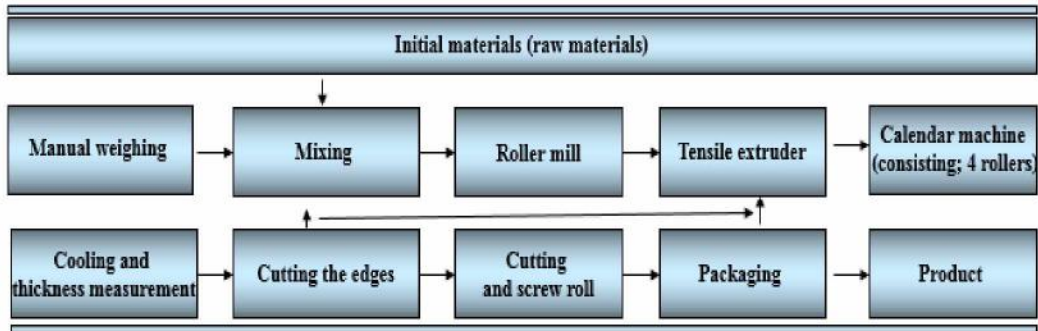 Initial materials (raw materials)
Manual weighing
Mixing
Roller mill
Tensile extruder
Calendar machine
(consisting; 4 rollers)
Cooling and
thickness measurement
Cutting the edges
Cutting
and screw roll
Packaging
Product